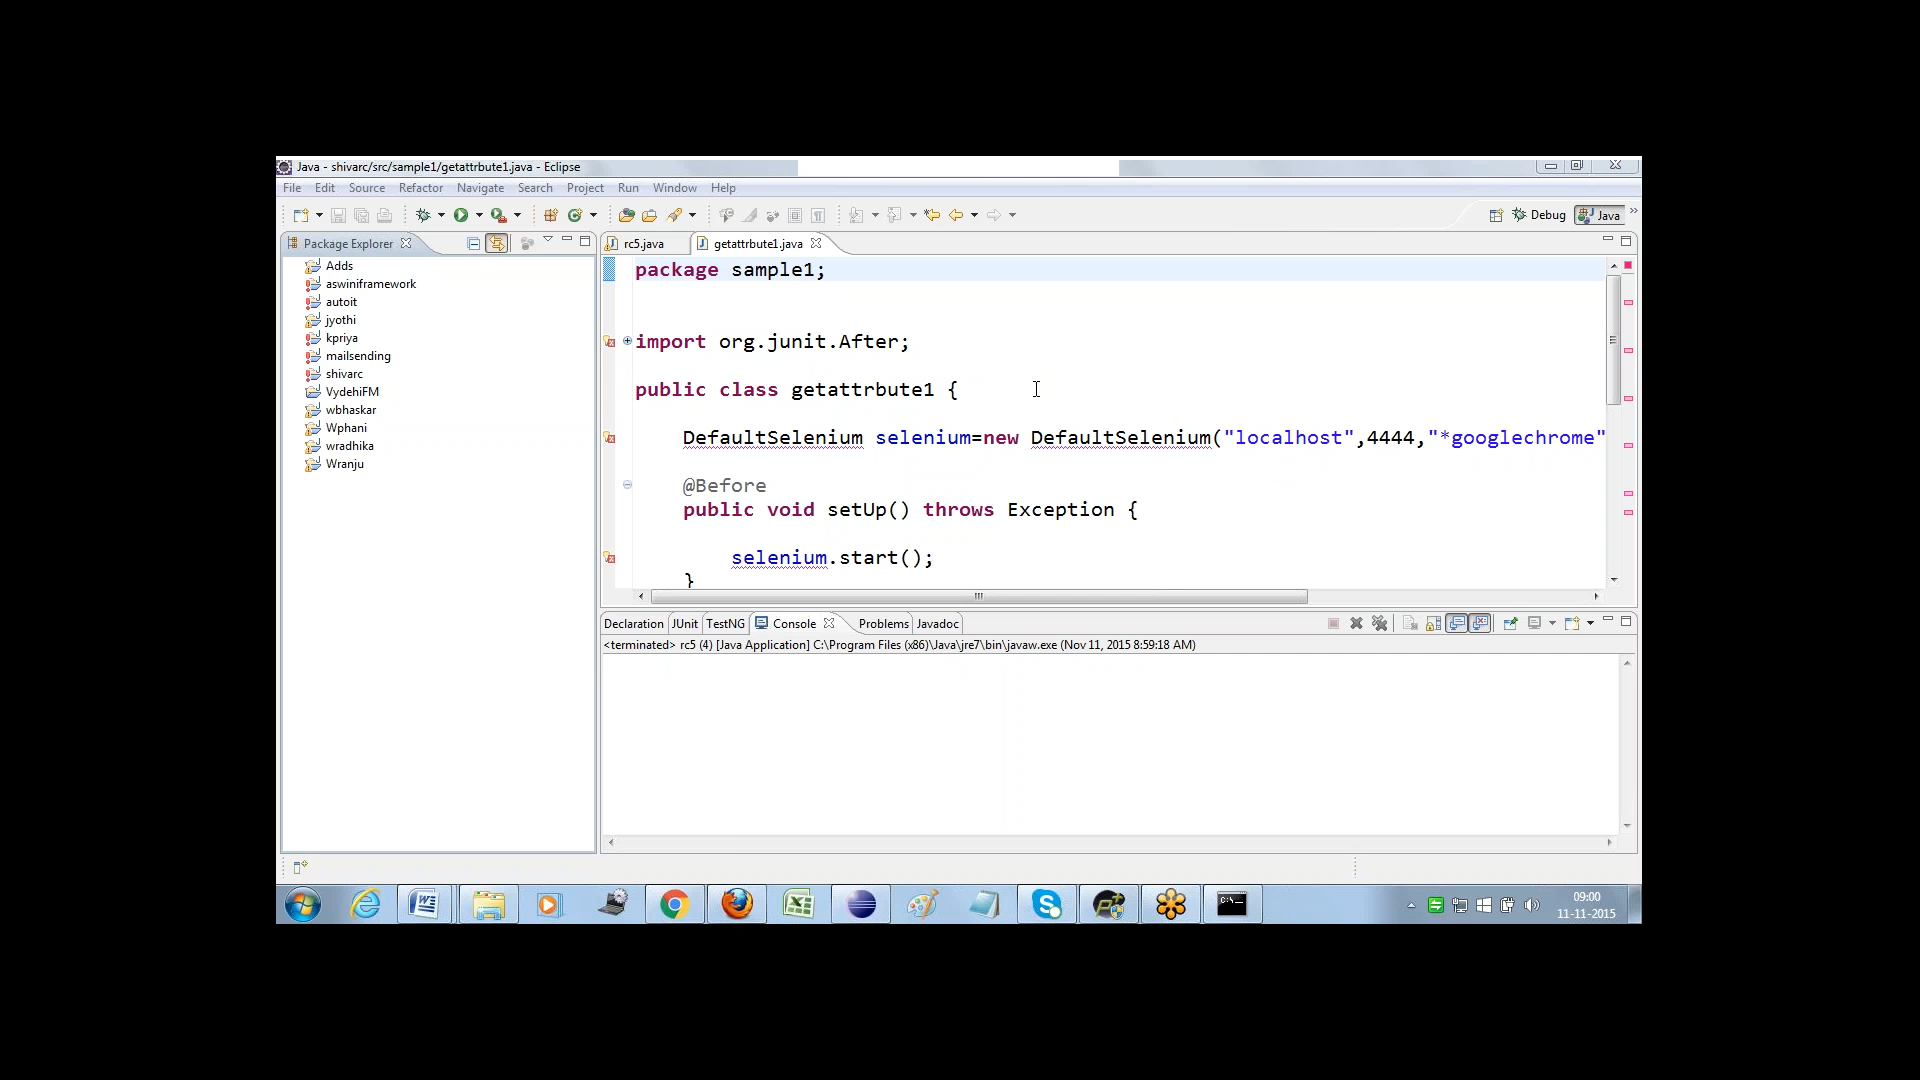 Java - shivarc/src/sample1/getattrbute1.java - Eclipse
File Edit Source Refactor Navigate Search Project Run Window Help
Debug Java
Package Explorer
Adds
aswiniframework
autoit
jyothi
kpriya
mailsending
shivarc
VydehiFM
wbhaskar
Wphani
wradhika
Wranju
rc5.java getattrbute1.java
package sample1;
import org.junit.After;
public class getattrbute1 {
DefaultSelenium selenium=new DefaultSelenium("localhost",4444,"*googlechrome"
@Before
public void setUp() throws Exception {
selenium.start();
}
Declaration JUnit TestNG Console Problems Javadoc
<terminated> rc5 (4) [Java Application] C:\Program Files (x86)\Java\jre7\bin\javaw.exe (Nov 11, 2015 8:59:18 AM)
09:00
11-11-2015